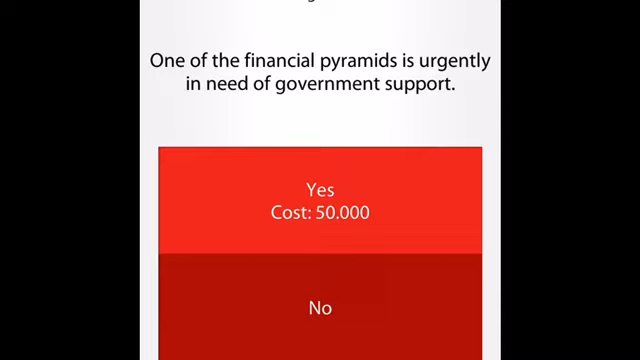 One of the financial pyramids is urgently
in need of government support.
Yes
Cost: 50.000
No